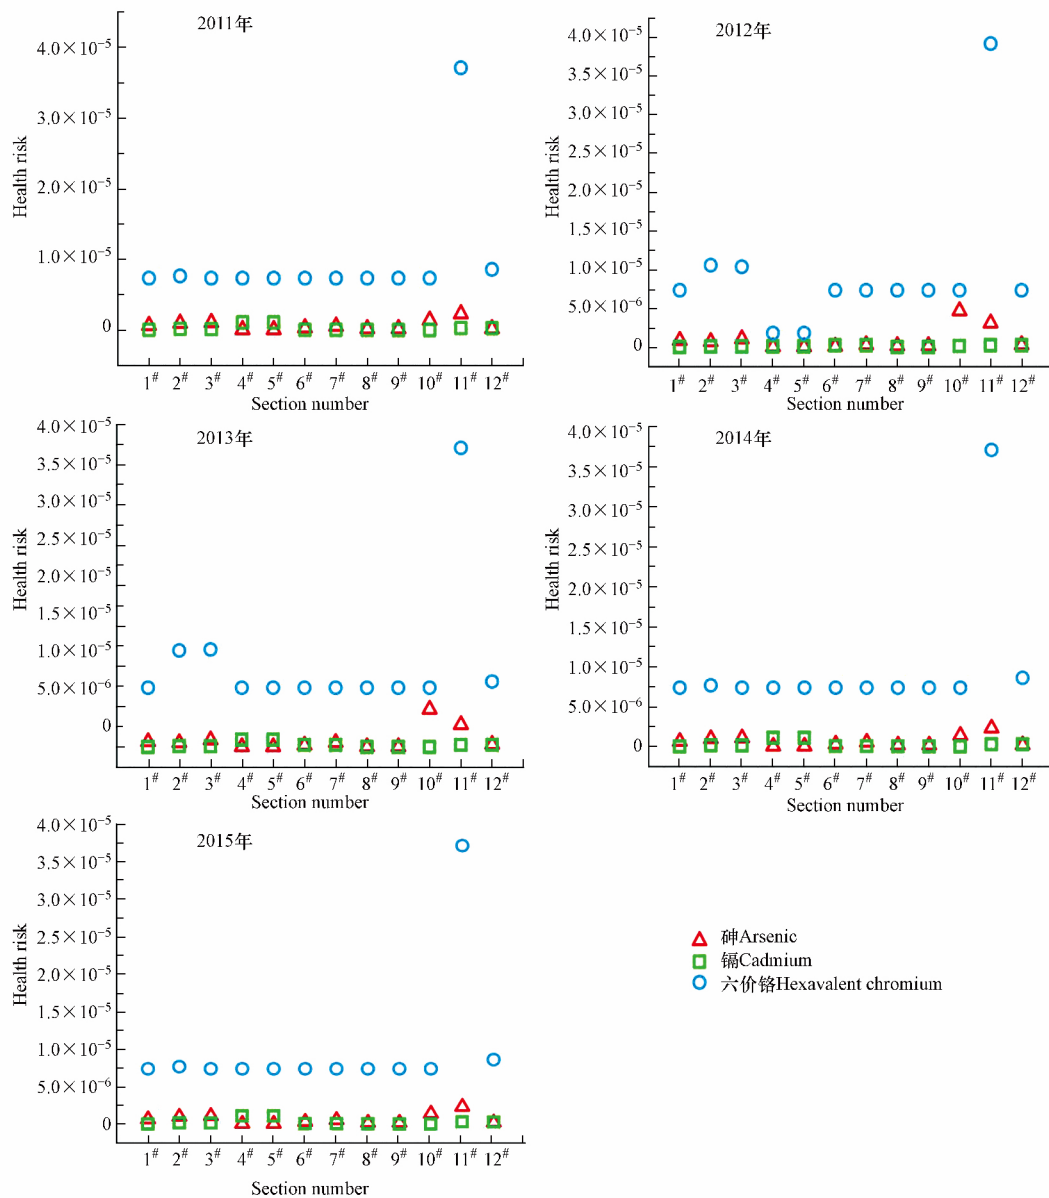 2011年
4.0×10⁻⁵
3.0×10⁻⁵
2.0×10⁻⁵
1.0×10⁻⁵
0
Health risk
1# 2# 3# 4# 5# 6# 7# 8# 9# 10# 11# 12#
Section number
2012年
4.0×10⁻⁵
3.5×10⁻⁵
3.0×10⁻⁵
2.5×10⁻⁵
2.0×10⁻⁵
1.5×10⁻⁵
1.0×10⁻⁵
5.0×10⁻⁶
0
Health risk
1# 2# 3# 4# 5# 6# 7# 8# 9# 10# 11# 12#
Section number
2013年
4.0×10⁻⁵
3.5×10⁻⁵
3.0×10⁻⁵
2.5×10⁻⁵
2.0×10⁻⁵
1.5×10⁻⁵
1.0×10⁻⁵
5.0×10⁻⁶
0
Health risk
1# 2# 3# 4# 5# 6# 7# 8# 9# 10# 11# 12#
Section number
2014年
4.0×10⁻⁵
3.5×10⁻⁵
3.0×10⁻⁵
2.5×10⁻⁵
2.0×10⁻⁵
1.5×10⁻⁵
1.0×10⁻⁵
5.0×10⁻⁶
0
Health risk
1# 2# 3# 4# 5# 6# 7# 8# 9# 10# 11# 12#
Section number
2015年
4.0×10⁻⁵
3.5×10⁻⁵
3.0×10⁻⁵
2.5×10⁻⁵
2.0×10⁻⁵
1.5×10⁻⁵
1.0×10⁻⁵
5.0×10⁻⁶
0
Health risk
1# 2# 3# 4# 5# 6# 7# 8# 9# 10# 11# 12#
Section number
砷Arsenic
镉Cadmium
六价铬Hexavalent chromium